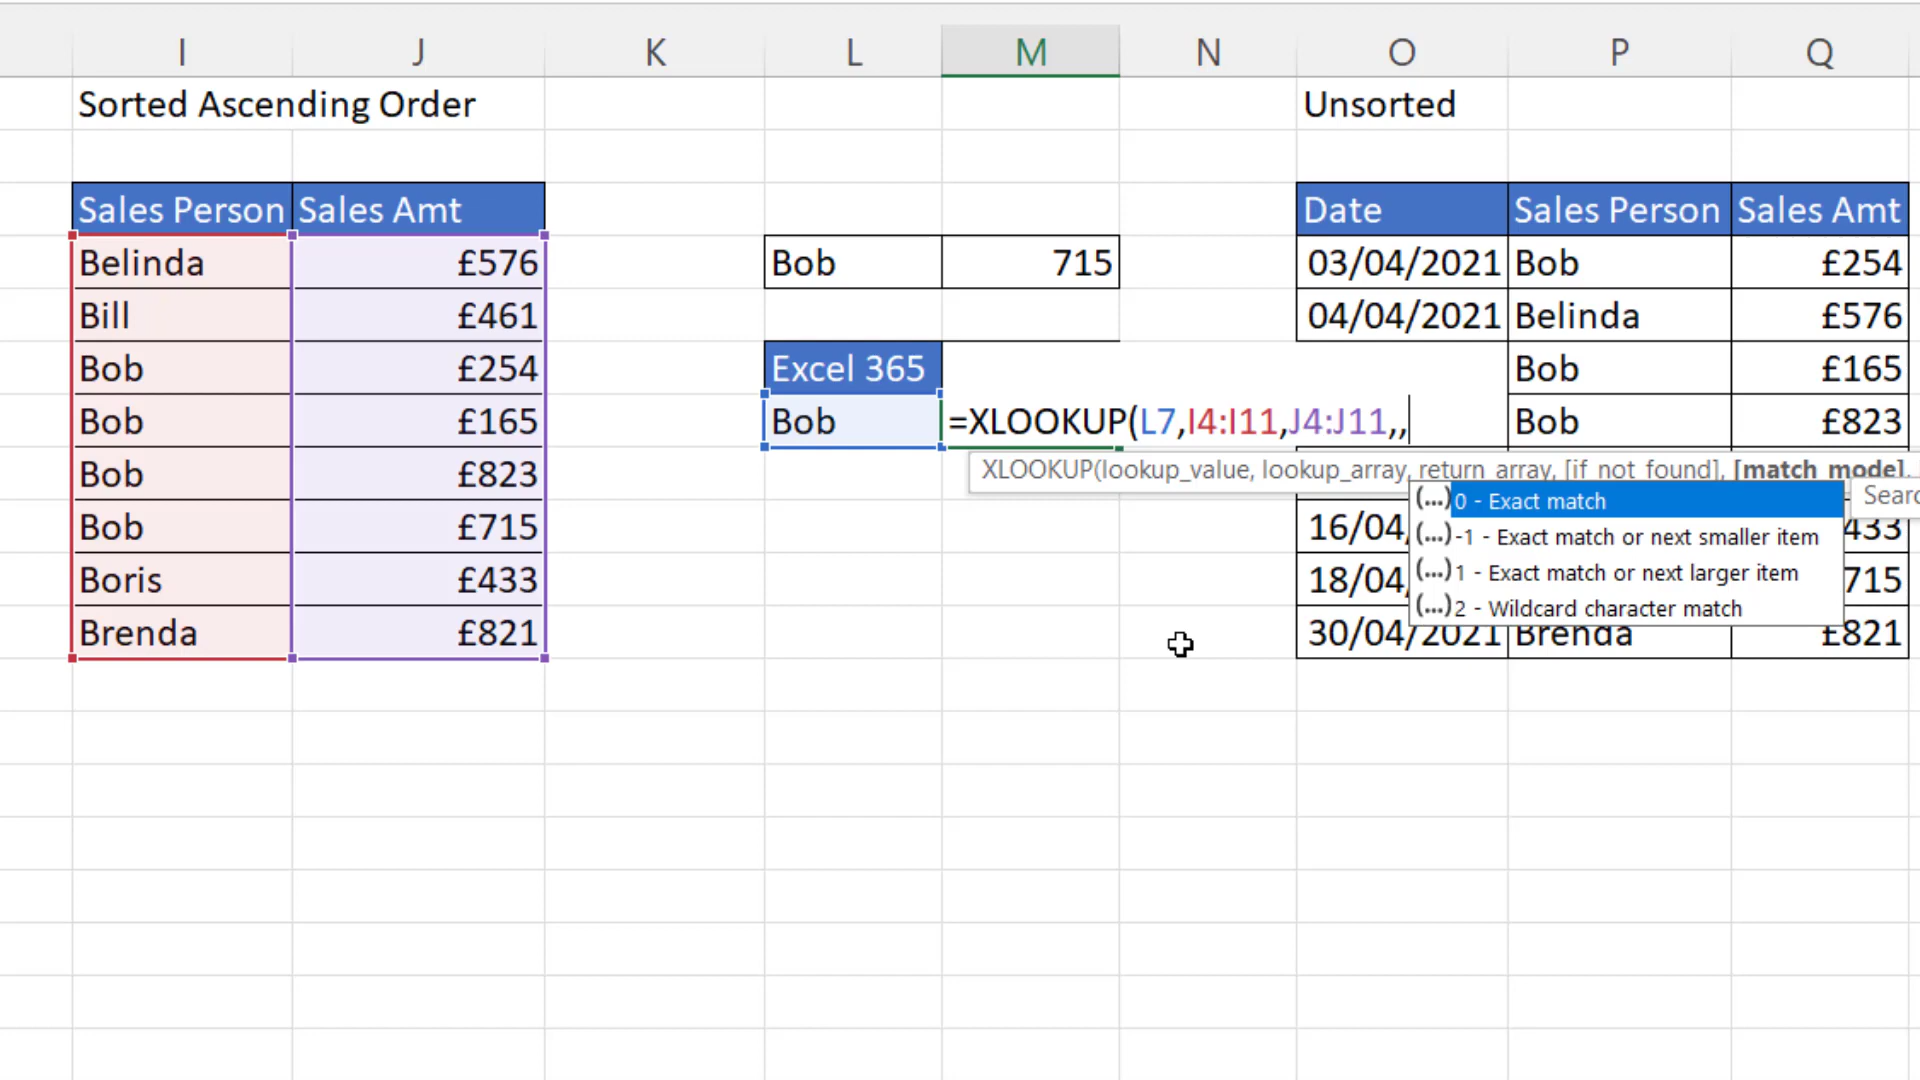 I J K L M N O P Q
Sorted Ascending Order Unsorted
Sales Person Sales Amt Date Sales Person Sales Amt
Belinda £576 Bob 715 03/04/2021 Bob £254
Bill £461 04/04/2021 Belinda £576
Bob £254 Excel 365 Bob £165
Bob £165 Bob =XLOOKUP(L7,I4:I11,J4:J11,, Bob £823
Bob £823 XLOOKUP(lookup_value, lookup_array, return_array, [if_not_found], [match_mode],
(...) 0 - Exact match
Bob £715 16/04/ 433
(...) -1 - Exact match or next smaller item
Boris £433 18/04/ 715
(...) 1 - Exact match or next larger item
(...) 2 - Wildcard character match
Brenda £821 30/04/2021 Brenda £821